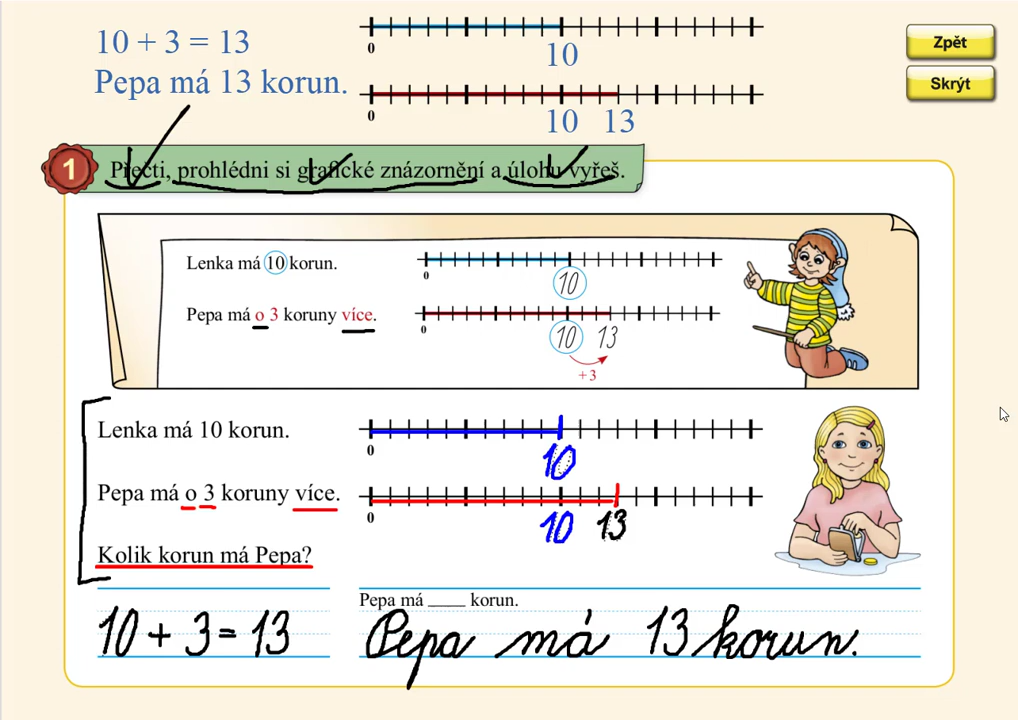 10 + 3 = 13
Pepa má 13 korun.
0
10
0
10 13
Zpět
Skrýt
1 Přečti, prohlédni si grafické znázornění a úlohu vyřeš.
Lenka má 10 korun.
0
10
Pepa má o 3 koruny více.
0
10 13
+ 3
Lenka má 10 korun.
0
10
Pepa má o 3 koruny více.
0
10 13
Kolik korun má Pepa?
10 + 3 = 13
Pepa má ____ korun.
Pepa má 13 korun.